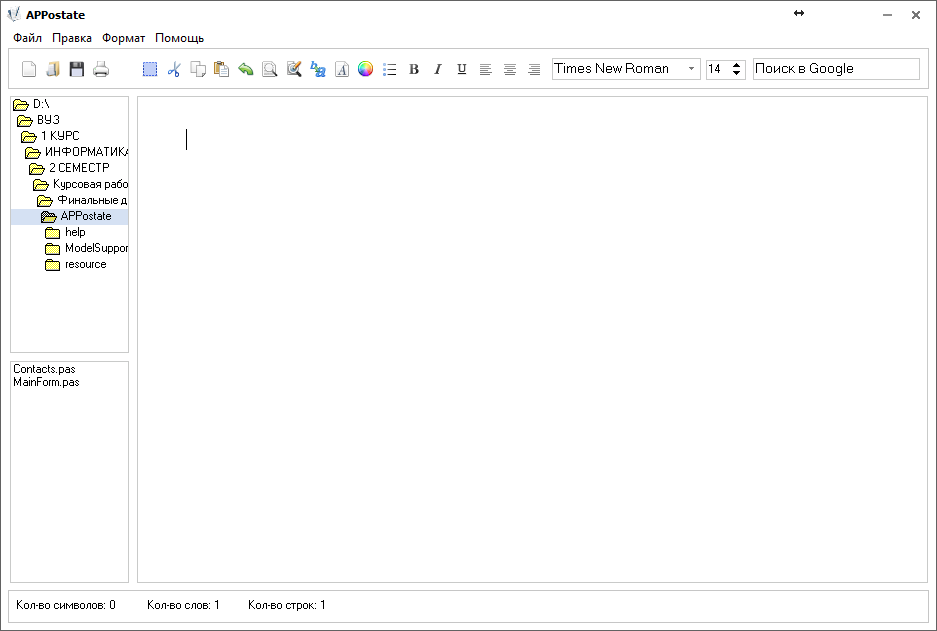 APPostate
Файл Правка Формат Помощь
B I U Times New Roman 14 Поиск в Google
D:\
ВУЗ
1 КУРС
ИНФОРМАТИКА
2 СЕМЕСТР
Курсовая рабо
Финальные д
APPostate
help
ModelSuppor
resource
Contacts.pas
MainForm.pas
Кол-во символов: 0 Кол-во слов: 1 Кол-во строк: 1